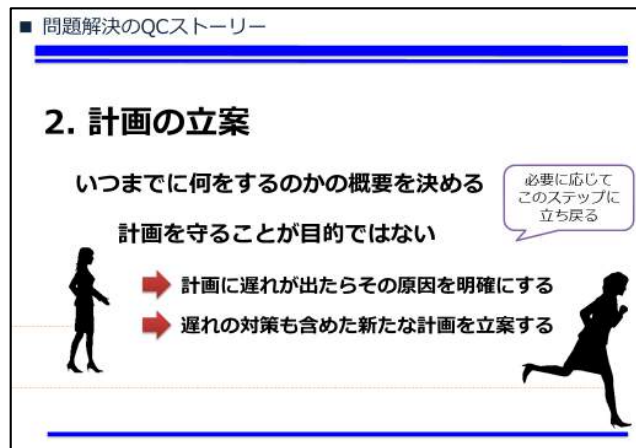 ■ 問題解決のQCストーリー
2. 計画の立案
いつまでに何をするのかの概要を決める
必要に応じて
このステップに
立ち戻る
計画を守ることが目的ではない
計画に遅れが出たらその原因を明確にする
遅れの対策も含めた新たな計画を立案する